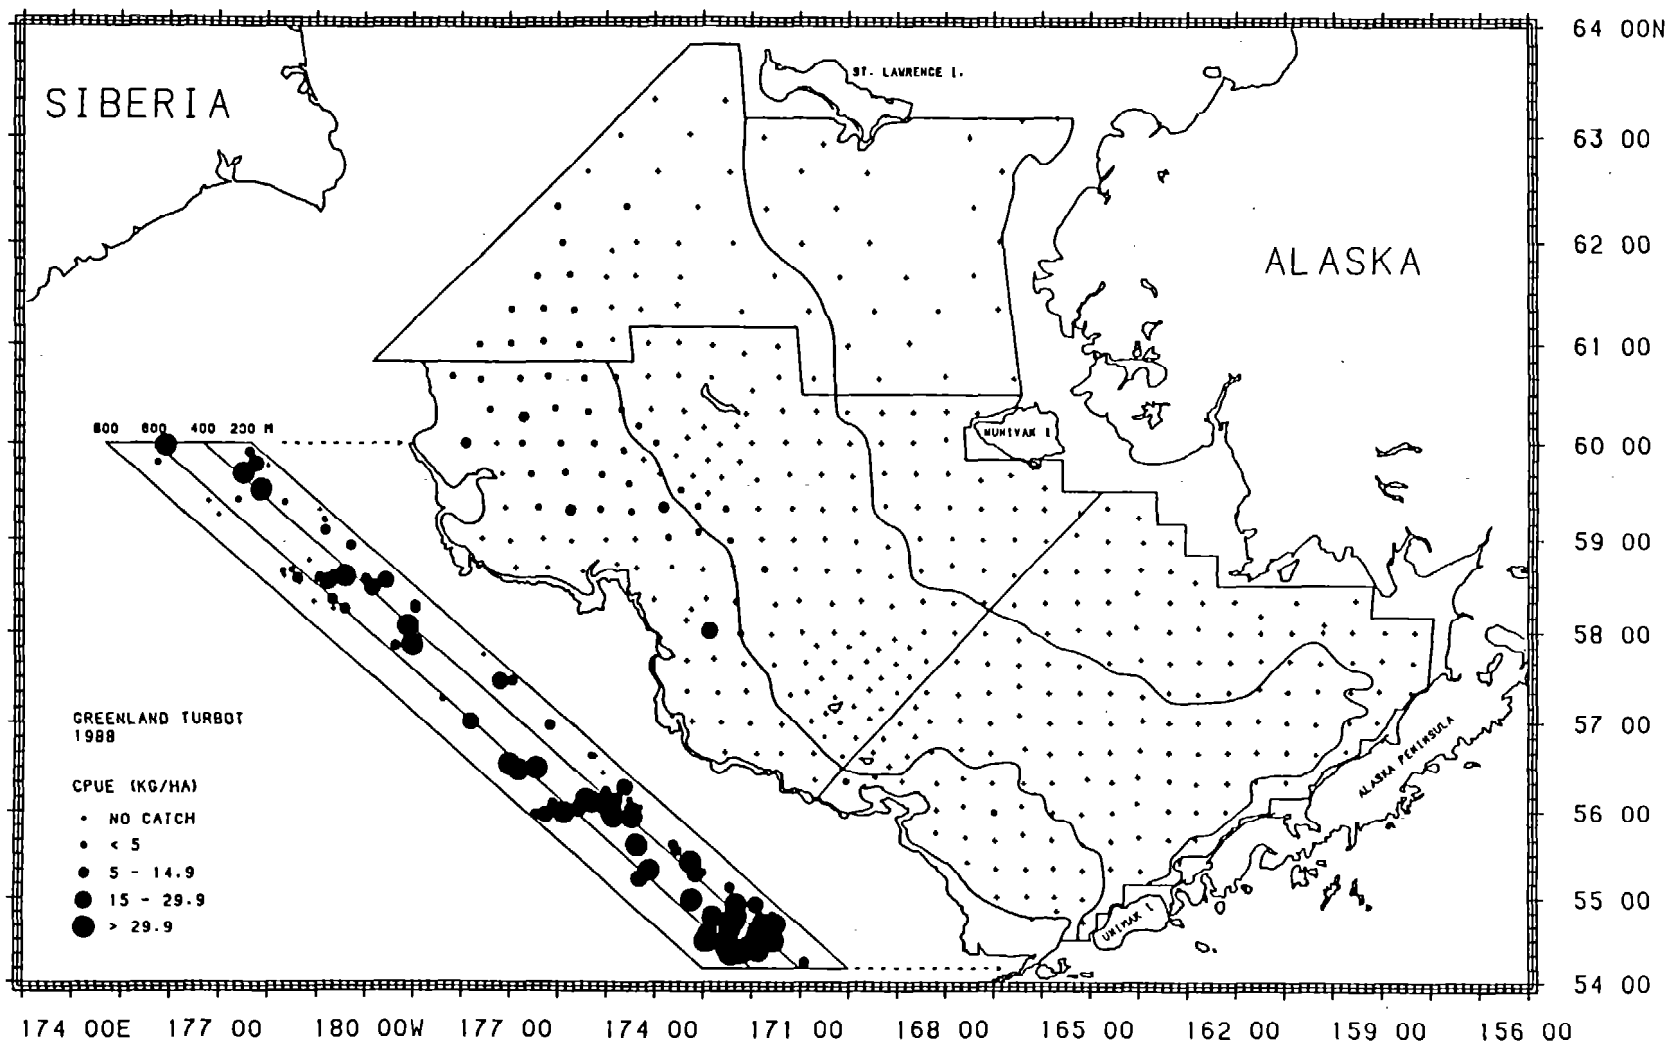 64 00N
ST. LAWRENCE I.
SIBERIA
63 00
62 00
ALASKA
61 00
60 00
800 600 400 200 M
NUNIVAK I
59 00
58 00
GREENLAND TURBOT
1988
57 00
ALASKA PENINSULA
CPUE (KG/HA)
NO CATCH
< 5
5 - 14.9
15 - 29.9
> 29.9
56 00
55 00
UNIMAK I
54 00
174 00E 177 00 180 00W 177 00 174 00 171 00 168 00 165 00 162 00 159 00 156 00